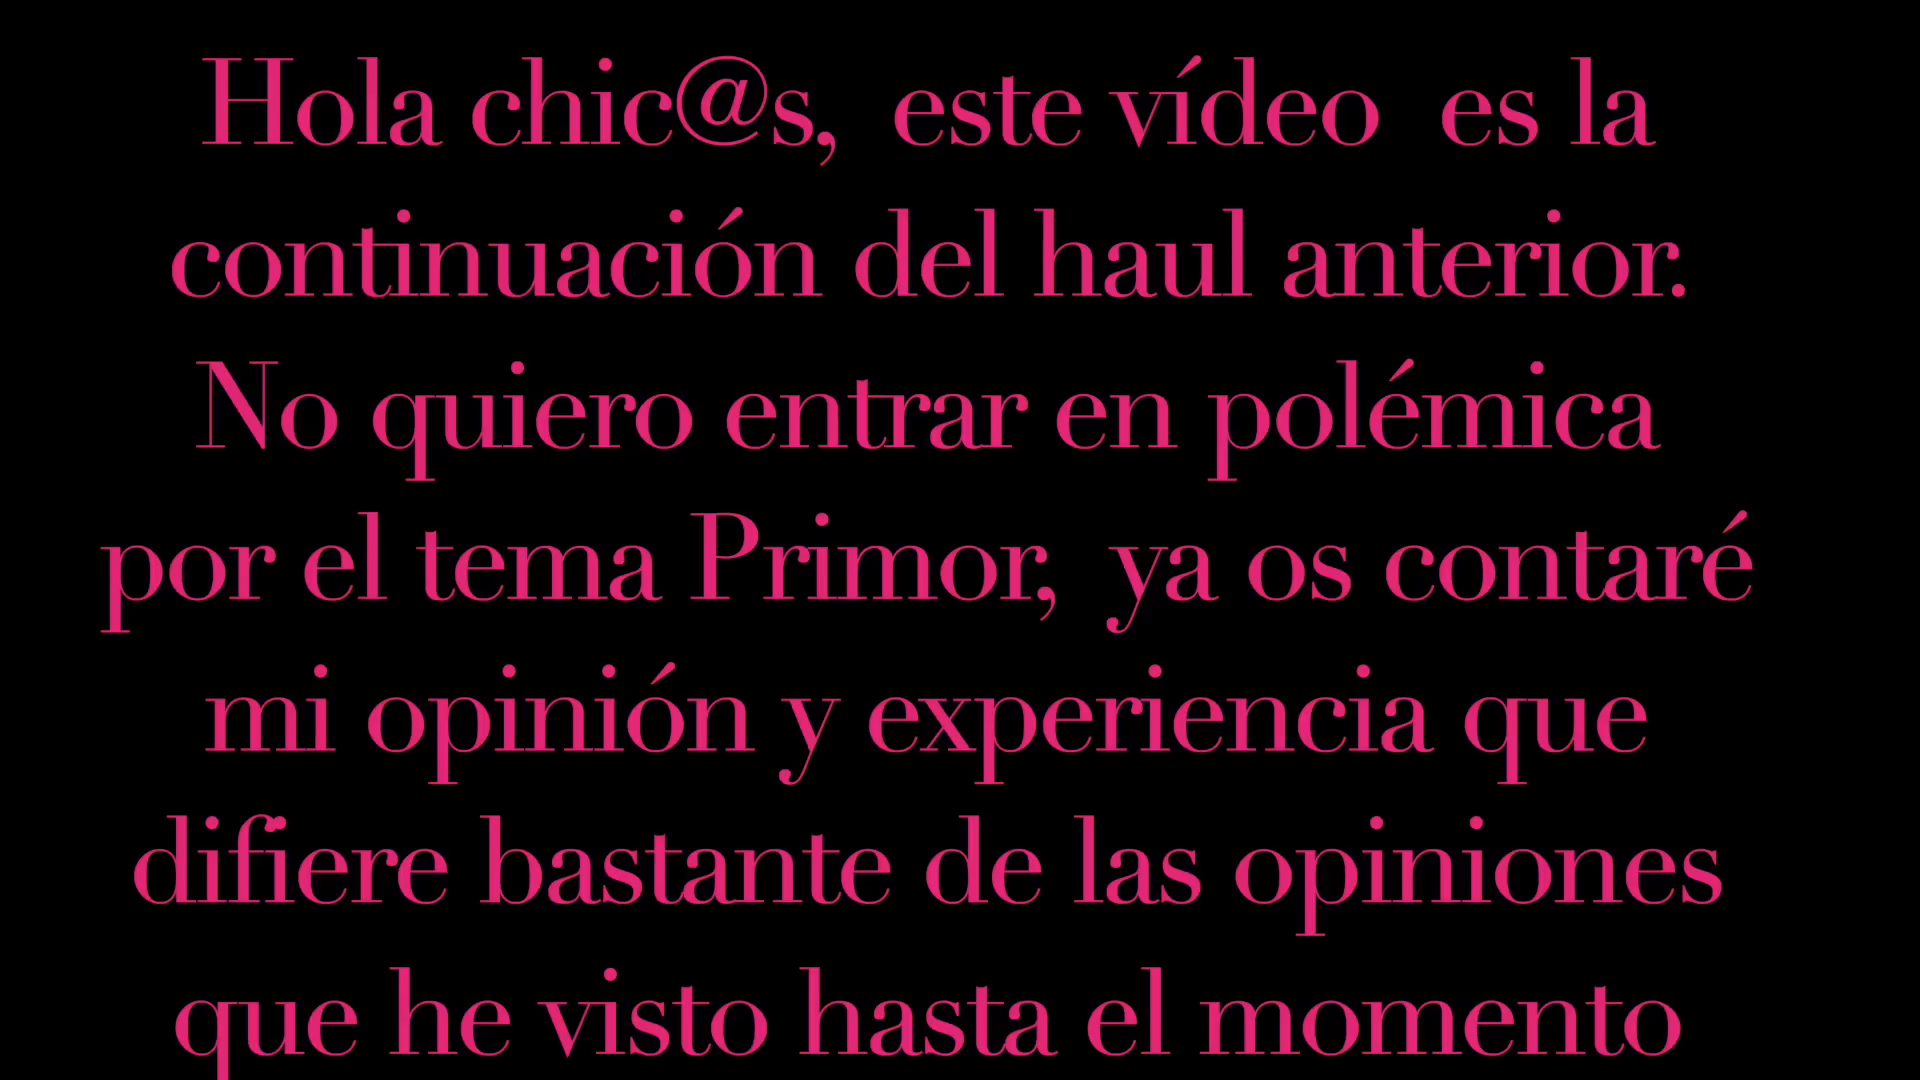 Hola chic@s, este vídeo es la
continuación del haul anterior.
No quiero entrar en polémica
por el tema Primor, ya os contaré
mi opinión y experiencia que
difiere bastante de las opiniones
que he visto hasta el momento